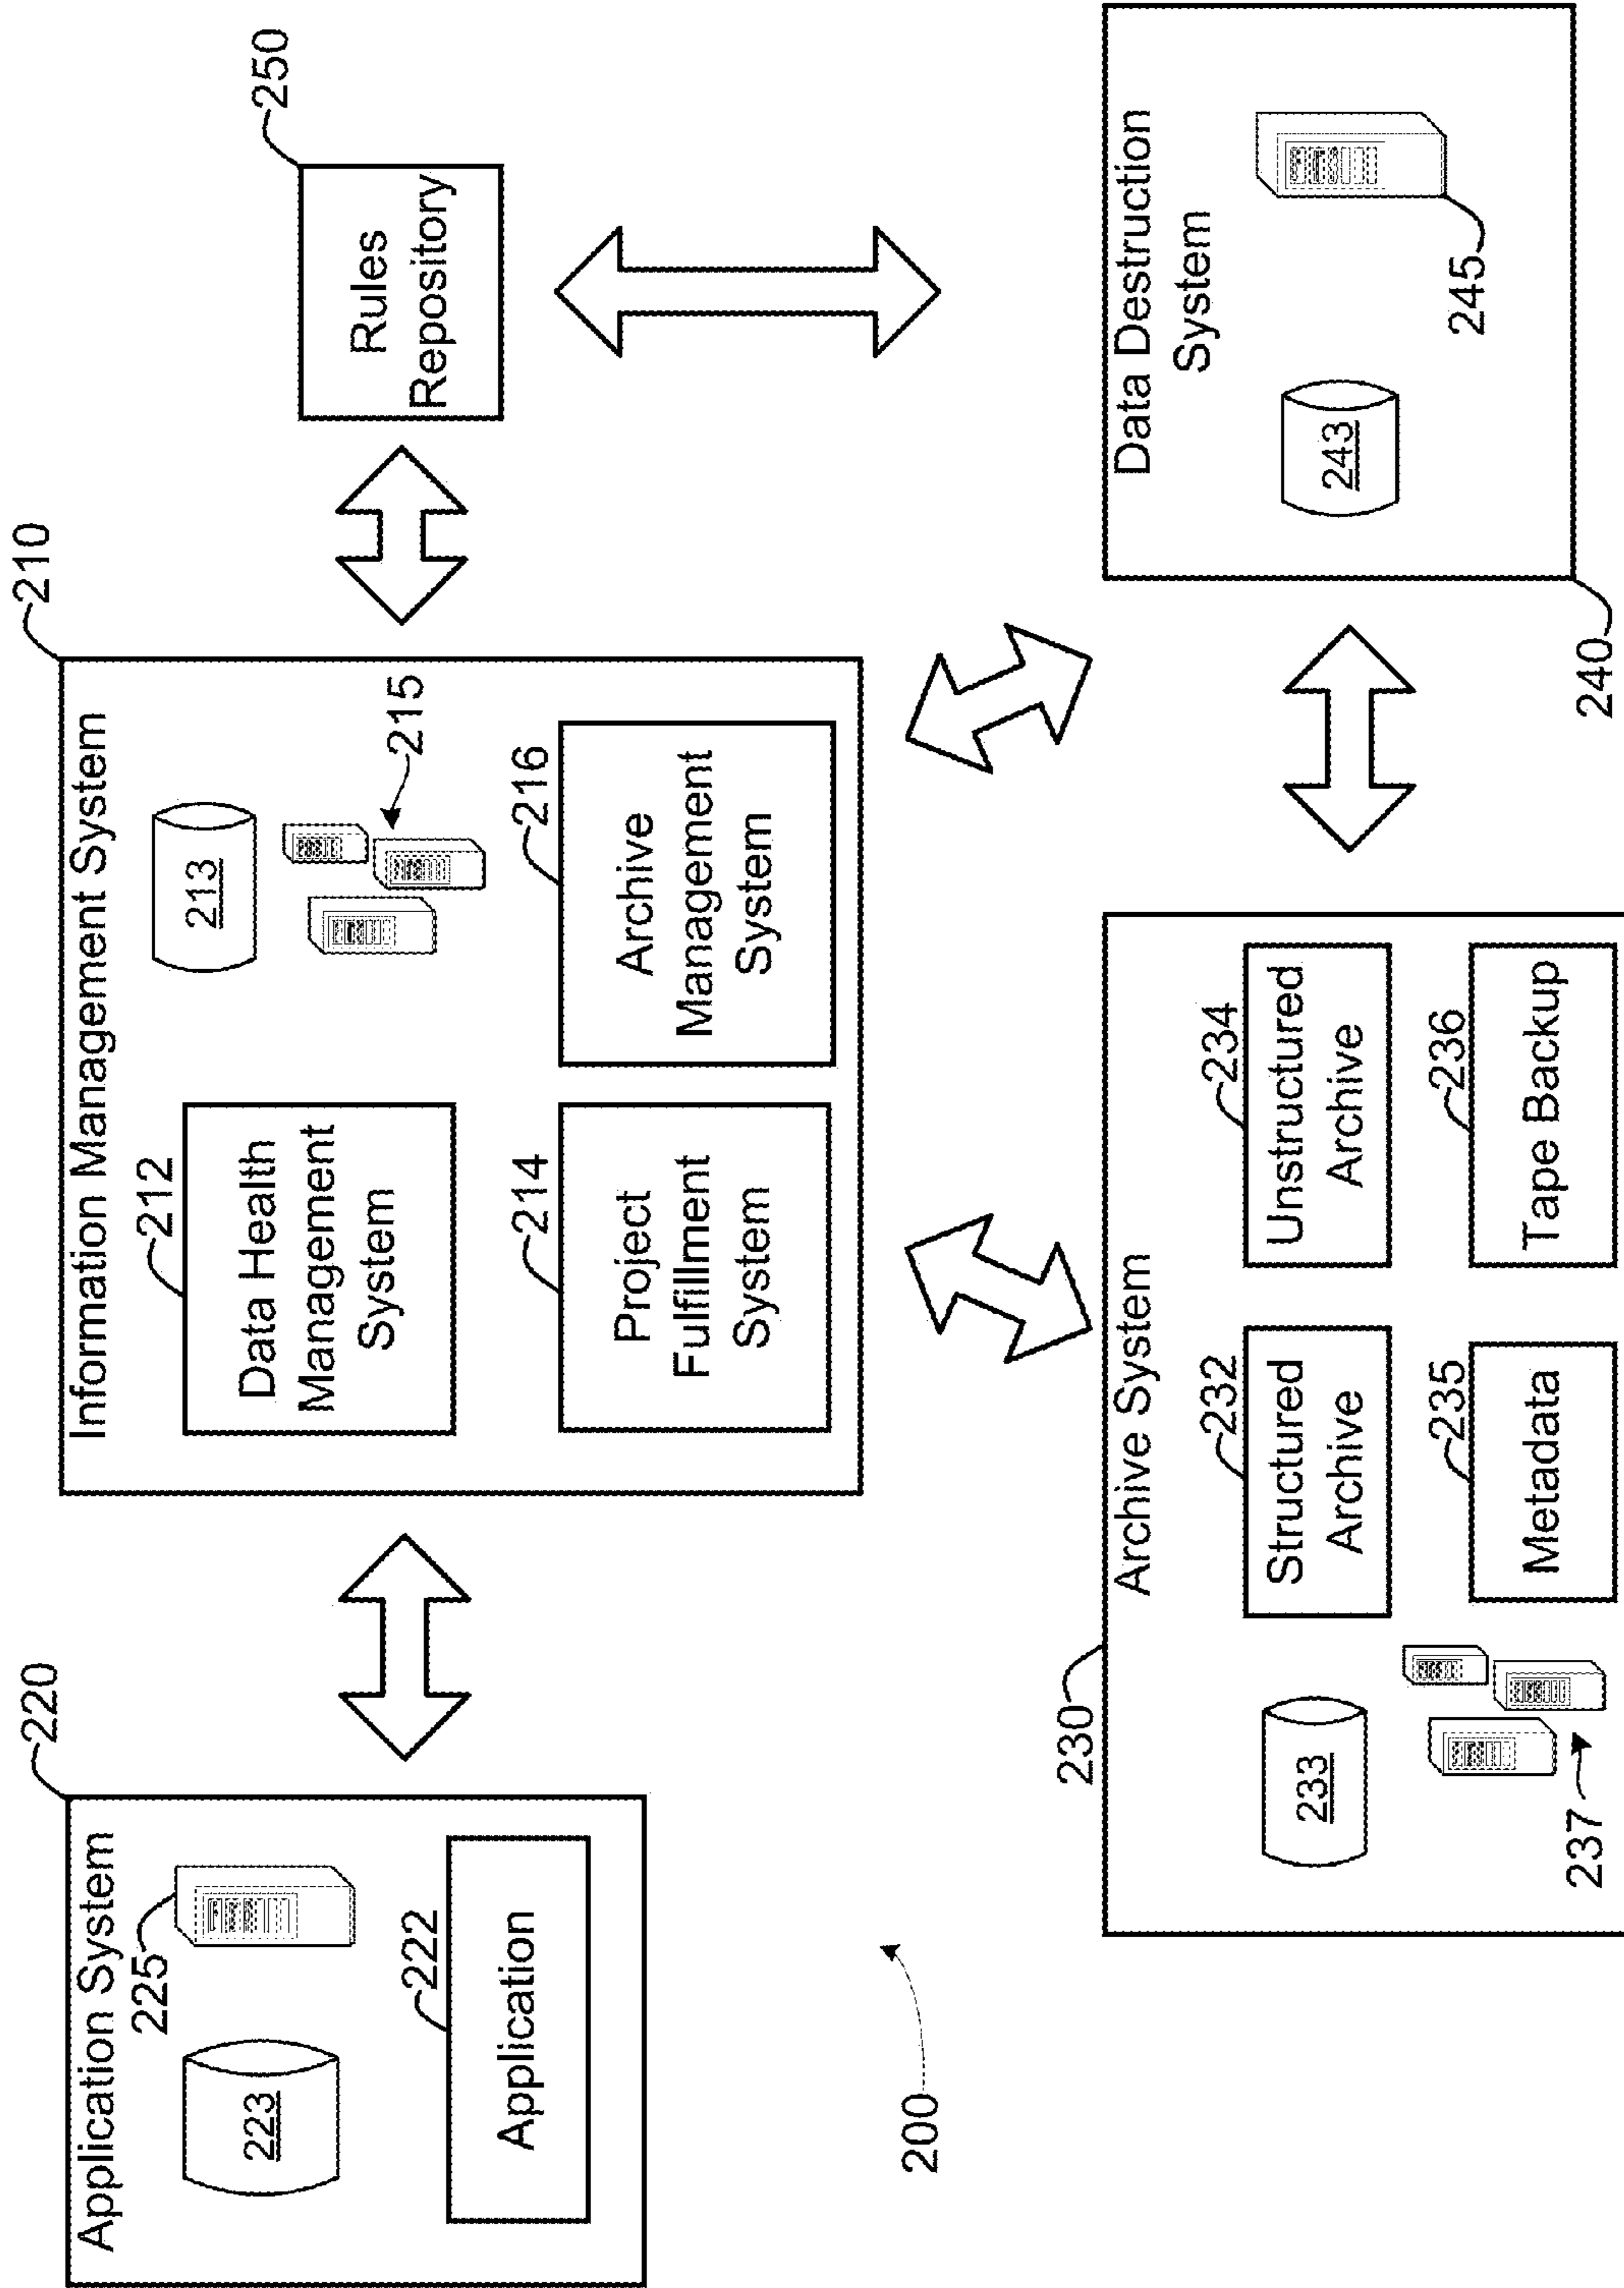 Application System
220
225
223
222
Application
200
Information Management System
210
212
Data Health
Management
System
213
215
214
Project
Fulfillment
System
216
Archive
Management
System
250
Rules
Repository
230
Archive System
233
237
232
Structured
Archive
234
Unstructured
Archive
235
Metadata
236
Tape Backup
Data Destruction
System
243
245
240